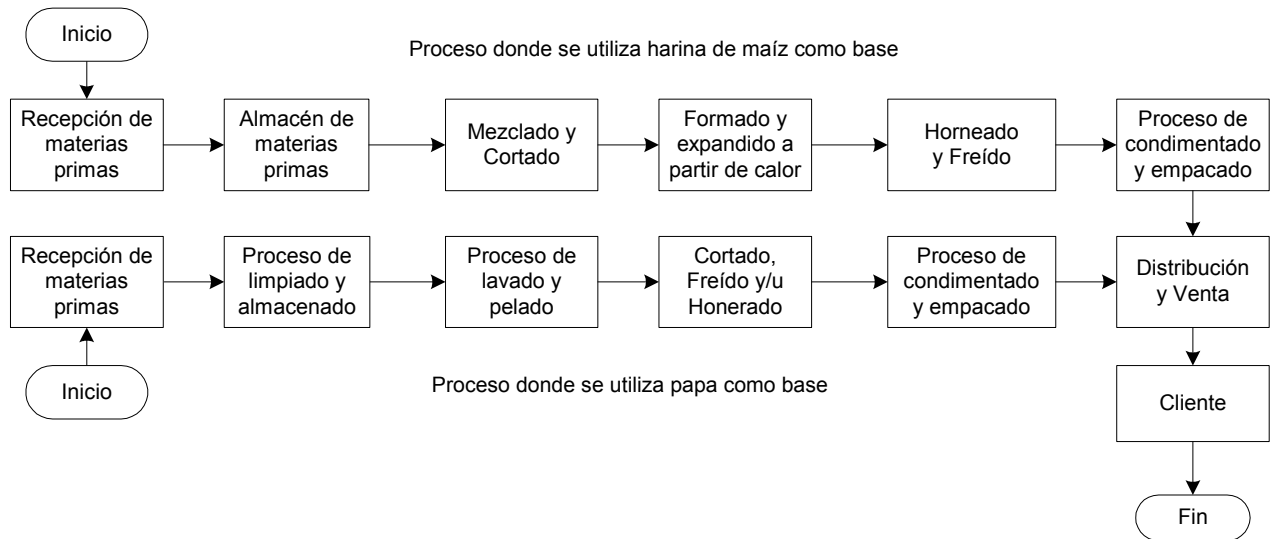 Inicio
Proceso donde se utiliza harina de maíz como base
Recepción de
materias
primas
Almacén de
materias
primas
Mezclado y
Cortado
Formado y
expandido a
partir de calor
Horneado
y Freído
Proceso de
condimentado
y empacado
Recepción de
materias
primas
Proceso de
limpiado y
almacenado
Proceso de
lavado y
pelado
Cortado,
Freído y/u
Honerado
Proceso de
condimentado
y empacado
Distribución
y Venta
Inicio
Proceso donde se utiliza papa como base
Cliente
Fin